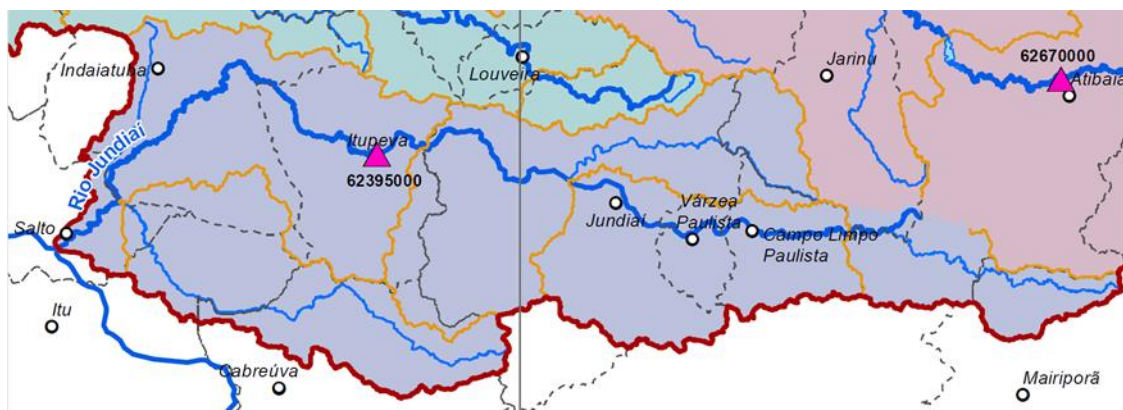 Indaiatuba
Louveira
Jarinu
62670000
Atibaia
Itupeva
62395000
Rio Jundiaí
Salto
Jundiaí
Várzea
Paulista
Campo Limpo
Paulista
Itu
Cabreúva
Mairiporã